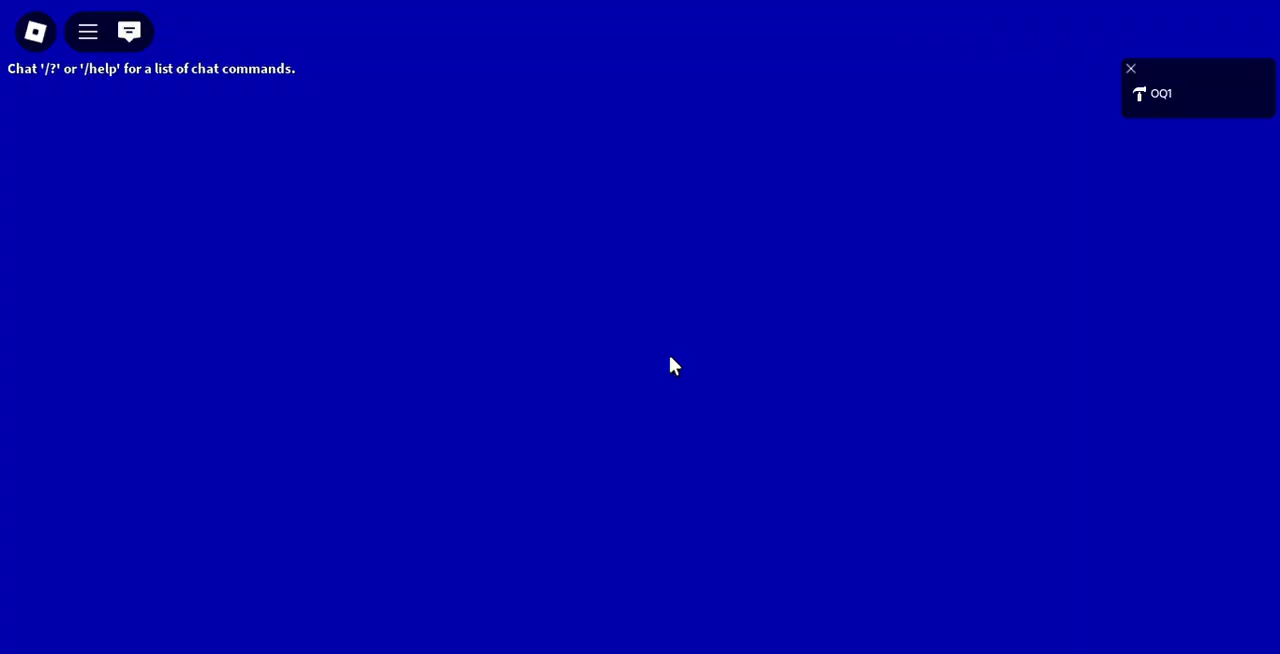 Chat '/?' or '/help' for a list of chat commands.
OQ1